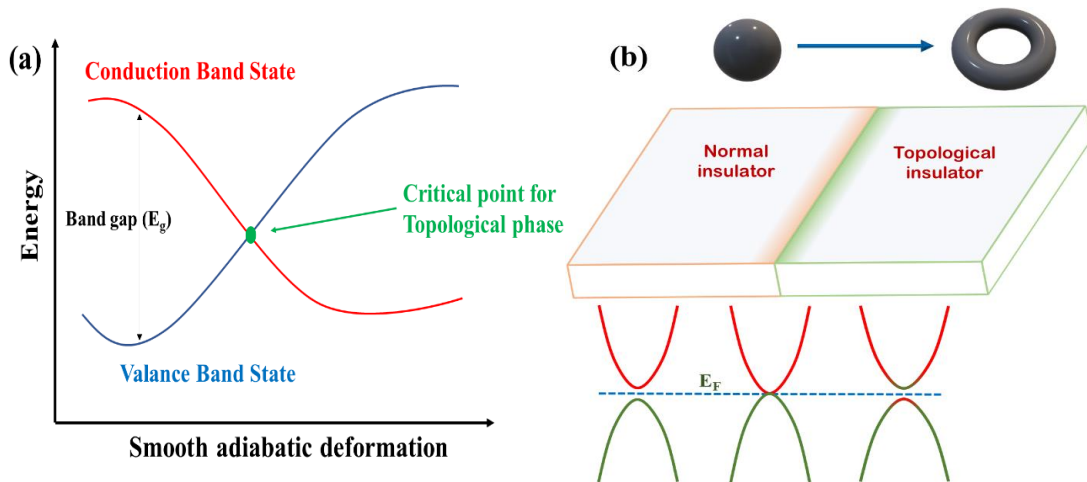 (a)
Conduction Band State
Energy
Band gap (Eg)
Critical point for
Topological phase
Valance Band State
Smooth adiabatic deformation
(b)
Normal
insulator
Topological
insulator
EF